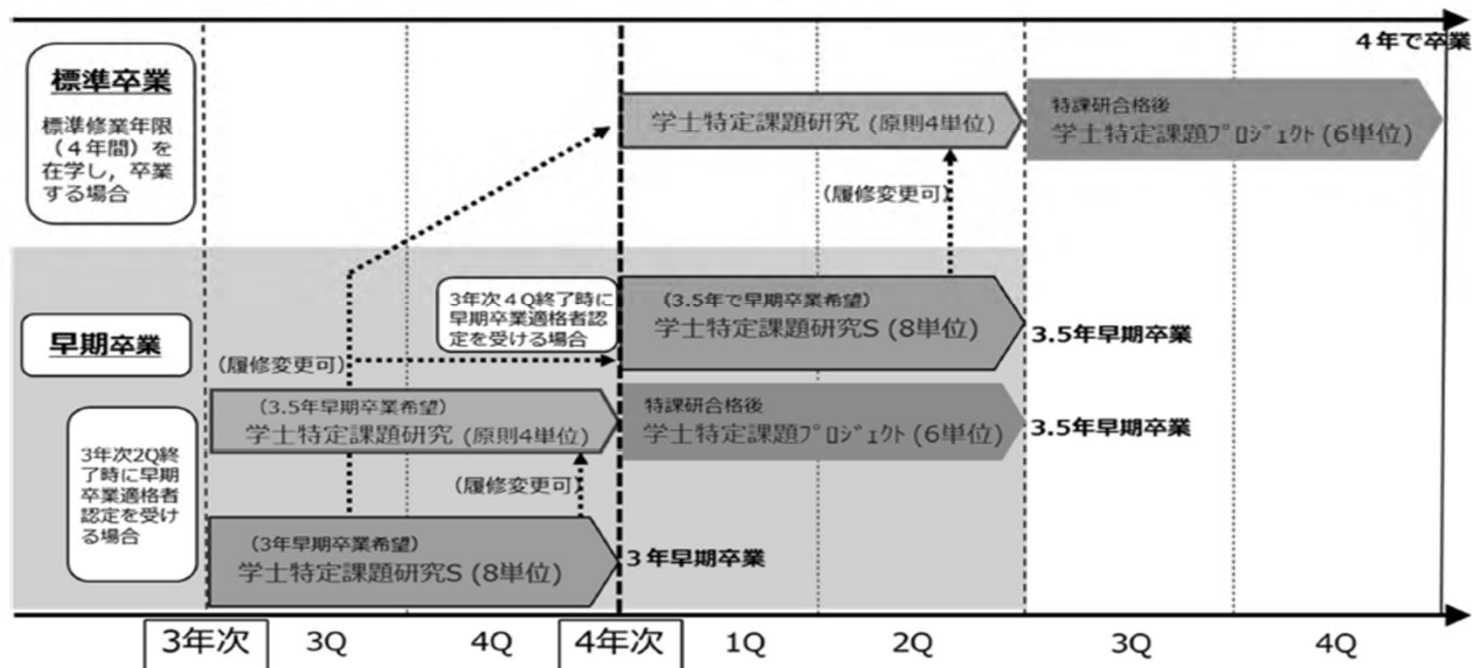 4年で卒業
標準卒業
標準修業年限
(4年間)を
在学し，卒業
する場合
学士特定課題研究 (原則4単位)
特課研合格後
学士特定課題ﾌﾟﾛｼﾞｪｸﾄ (6単位)
(履修変更可)
早期卒業
3年次４Q終了時に
早期卒業適格者認
定を受ける場合
(3.5年で早期卒業希望)
学士特定課題研究S (8単位)
3.5年早期卒業
(履修変更可)
3年次2Q終
了時に早期
卒業適格者
認定を受け
る場合
(3.5年早期卒業希望)
学士特定課題研究 (原則4単位)
特課研合格後
学士特定課題ﾌﾟﾛｼﾞｪｸﾄ (6単位)
3.5年早期卒業
(履修変更可)
(3年早期卒業希望)
学士特定課題研究S (8単位)
３年早期卒業
3年次
3Q
4Q
4年次
1Q
2Q
3Q
4Q